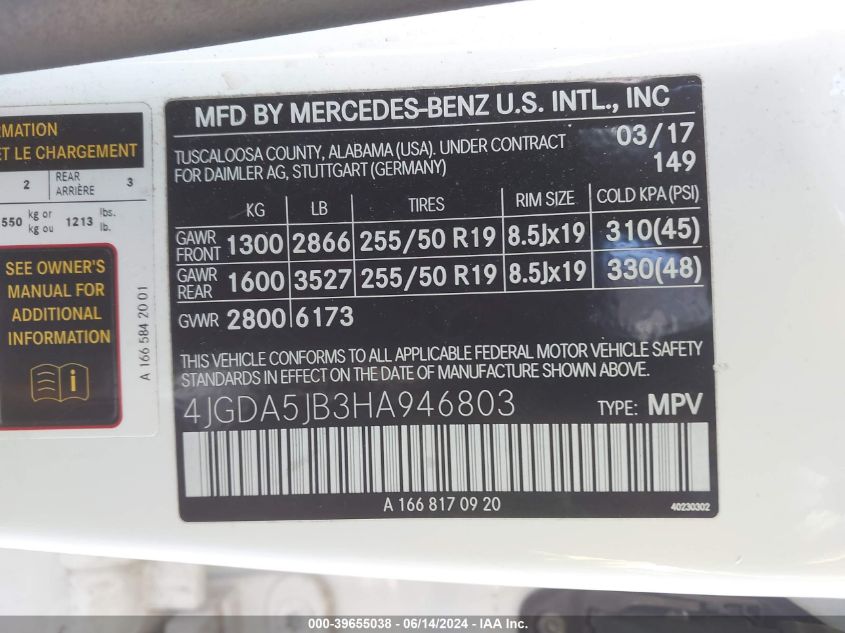 RMATION
ET LE CHARGEMENT
2 REAR ARRIÈRE 3
550 kg or kg ou 1213 lbs. lb.
SEE OWNER'S
MANUAL FOR
ADDITIONAL
INFORMATION
A 166 584 20 01
MFD BY MERCEDES-BENZ U.S. INTL., INC
TUSCALOOSA COUNTY, ALABAMA (USA). UNDER CONTRACT 03/17
FOR DAIMLER AG, STUTTGART (GERMANY) 149
KG LB TIRES RIM SIZE COLD KPA (PSI)
GAWR FRONT 1300 2866 255/50 R19 8.5Jx19 310(45)
GAWR REAR 1600 3527 255/50 R19 8.5Jx19 330(48)
GVWR 2800 6173
THIS VEHICLE CONFORMS TO ALL APPLICABLE FEDERAL MOTOR VEHICLE SAFETY
STANDARDS IN EFFECT ON THE DATE OF MANUFACTURE SHOWN ABOVE.
4JGDA5JB3HA946803 TYPE: MPV
A 166 817 09 20 40230302
000-39655038 - 06/14/2024 - IAA Inc.